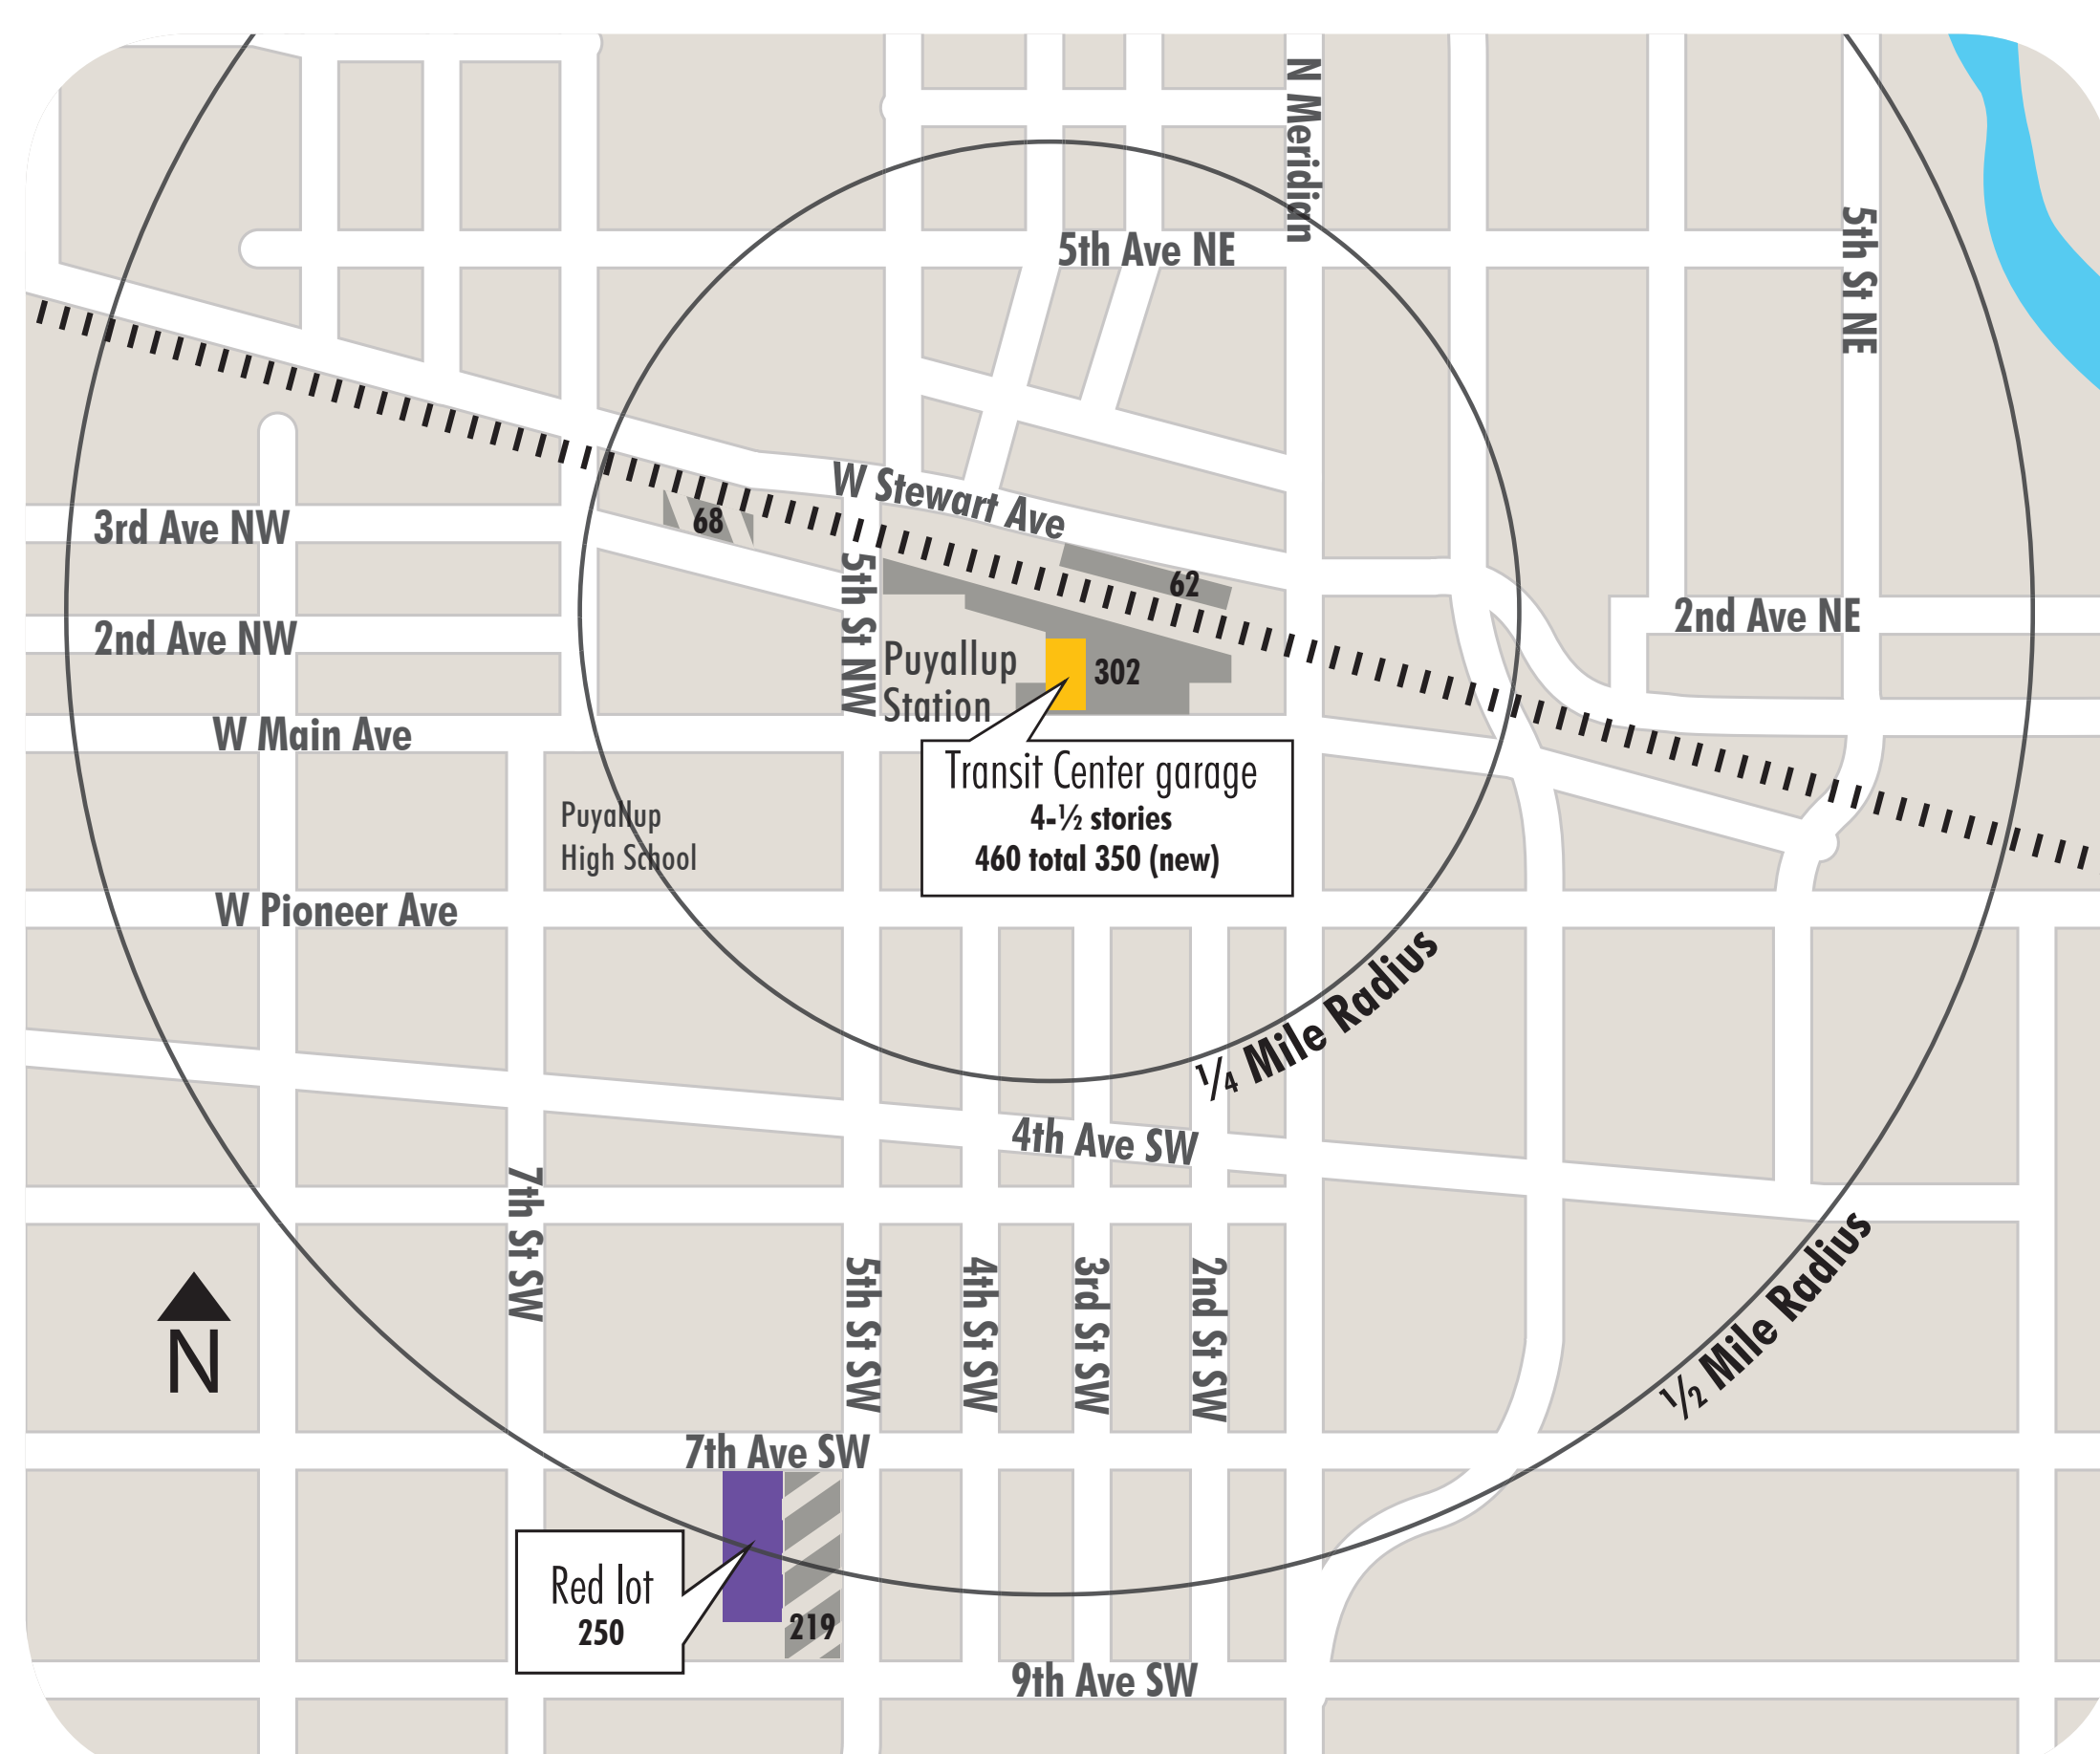 N Meridian
5th Ave NE
5th St NE
W Stewart Ave
68
3rd Ave NW
62
5th St NW
2nd Ave NE
2nd Ave NW
Puyallup
Station
302
W Main Ave
Transit Center garage
4-½ stories
460 total 350 (new)
Puyallup
High School
W Pioneer Ave
¼ Mile Radius
4th Ave SW
7th St SW
½ Mile Radius
5th St SW
4th St SW
3rd St SW
2nd St SW
N
7th Ave SW
Red lot
250
219
9th Ave SW